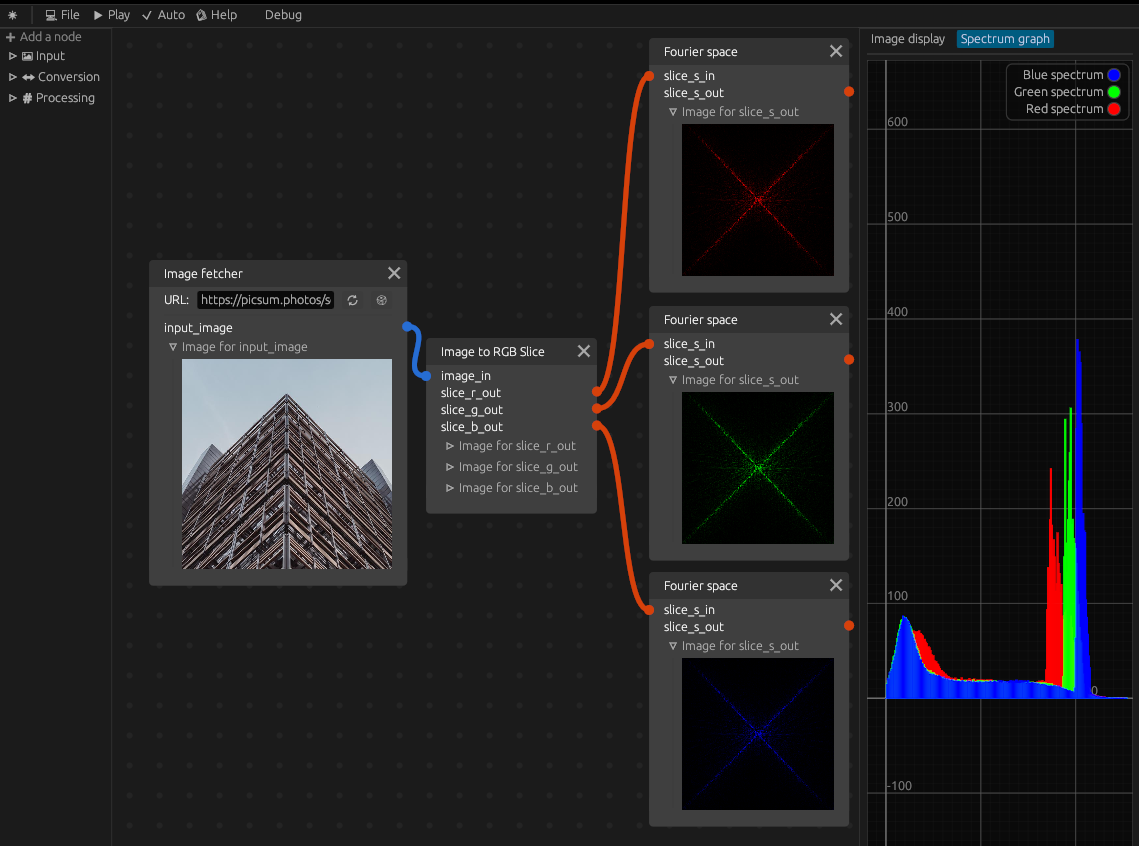 File Play Auto Help Debug
Add a node
Input
Conversion
Processing
Image fetcher
URL: https://picsum.photos/s
input_image
Image for input_image
Image to RGB Slice
image_in
slice_r_out
slice_g_out
slice_b_out
Image for slice_r_out
Image for slice_g_out
Image for slice_b_out
Fourier space
slice_s_in
slice_s_out
Image for slice_s_out
Fourier space
slice_s_in
slice_s_out
Image for slice_s_out
Fourier space
slice_s_in
slice_s_out
Image for slice_s_out
Image display Spectrum graph
Blue spectrum
Green spectrum
Red spectrum
600
500
400
300
200
100
0
-100